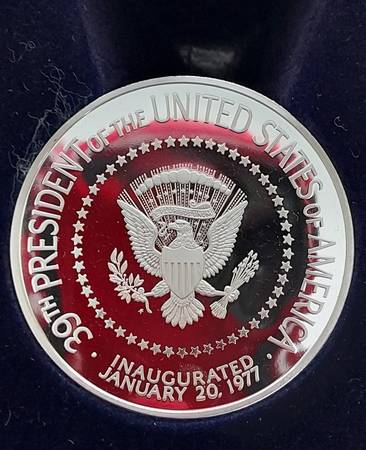 39TH PRESIDENT OF THE UNITED STATES OF AMERICA
INAUGURATED
JANUARY 20, 1977